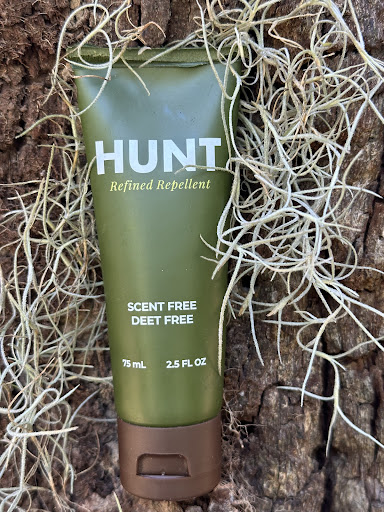 HUNT
Refined Repellent
SCENT FREE
DEET FREE
75 mL 2.5 FL OZ